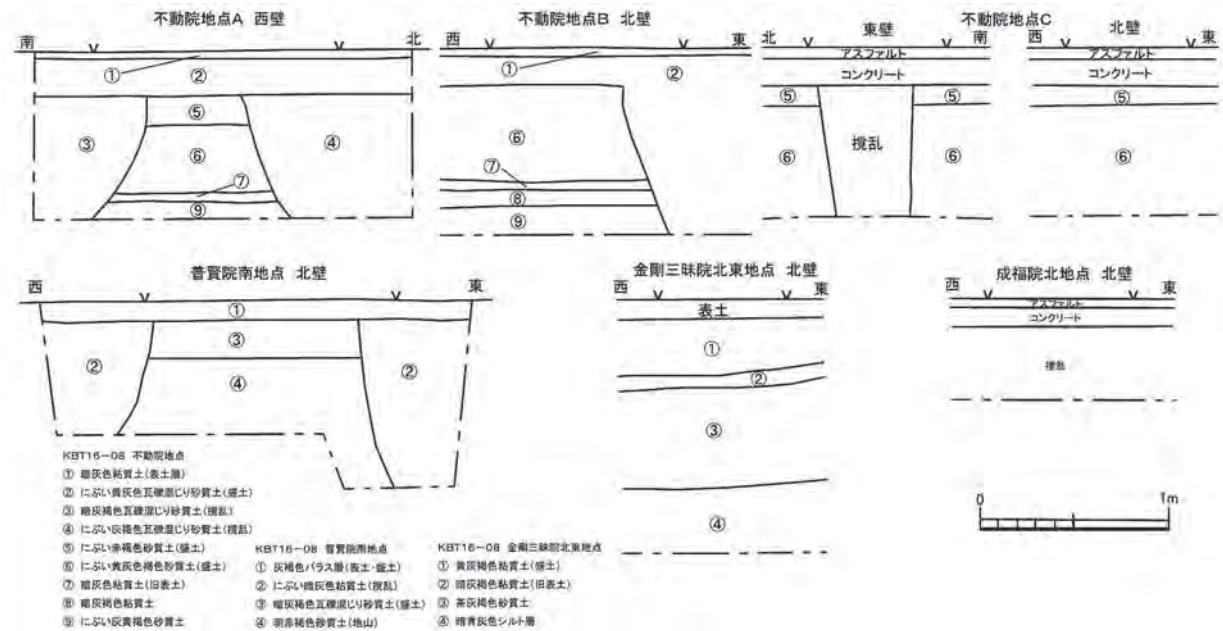 不動院地点A 西壁
南 北
①
②
③
⑤
④
⑥
⑦
⑨
不動院地点B 北壁
西 東
①
②
⑥
⑦
⑧
⑨
不動院地点C
北 東壁 南
アスファルト
コンクリート
⑤ ⑤
撹乱
⑥ ⑥
西 北壁 東
アスファルト
コンクリート
⑤
⑥
普賢院南地点 北壁
西 東
①
③
② ②
④
金剛三昧院北東地点 北壁
西 東
表土
①
②
③
④
成福院北地点 北壁
西 東
アスファルト
コンクリート
撹乱
KBT16-08 不動院地点
① 暗灰色粘質土(表土層)
② にぶい黄灰色瓦礫混じり砂質土(盛土)
③ 暗灰褐色瓦礫混じり砂質土(撹乱)
④ にぶい灰褐色瓦礫混じり砂質土(撹乱)
⑤ にぶい赤褐色砂質土(盛土)
⑥ にぶい黄灰色褐色砂質土(盛土)
⑦ 暗灰色粘質土(旧表土)
⑧ 暗灰褐色粘質土
⑨ にぶい灰黄褐色砂質土
KBT16-08 普賢院南地点
① 灰褐色バラス層(表土・盛土)
② にぶい暗灰色粘質土(撹乱)
③ 暗灰褐色瓦礫混じり砂質土(盛土)
④ 明赤褐色砂質土(地山)
KBT16-08 金剛三昧院北東地点
① 黄灰褐色粘質土(盛土)
② 暗灰褐色粘質土(旧表土)
③ 茶灰褐色砂質土
④ 暗青灰色シルト層
0 1m